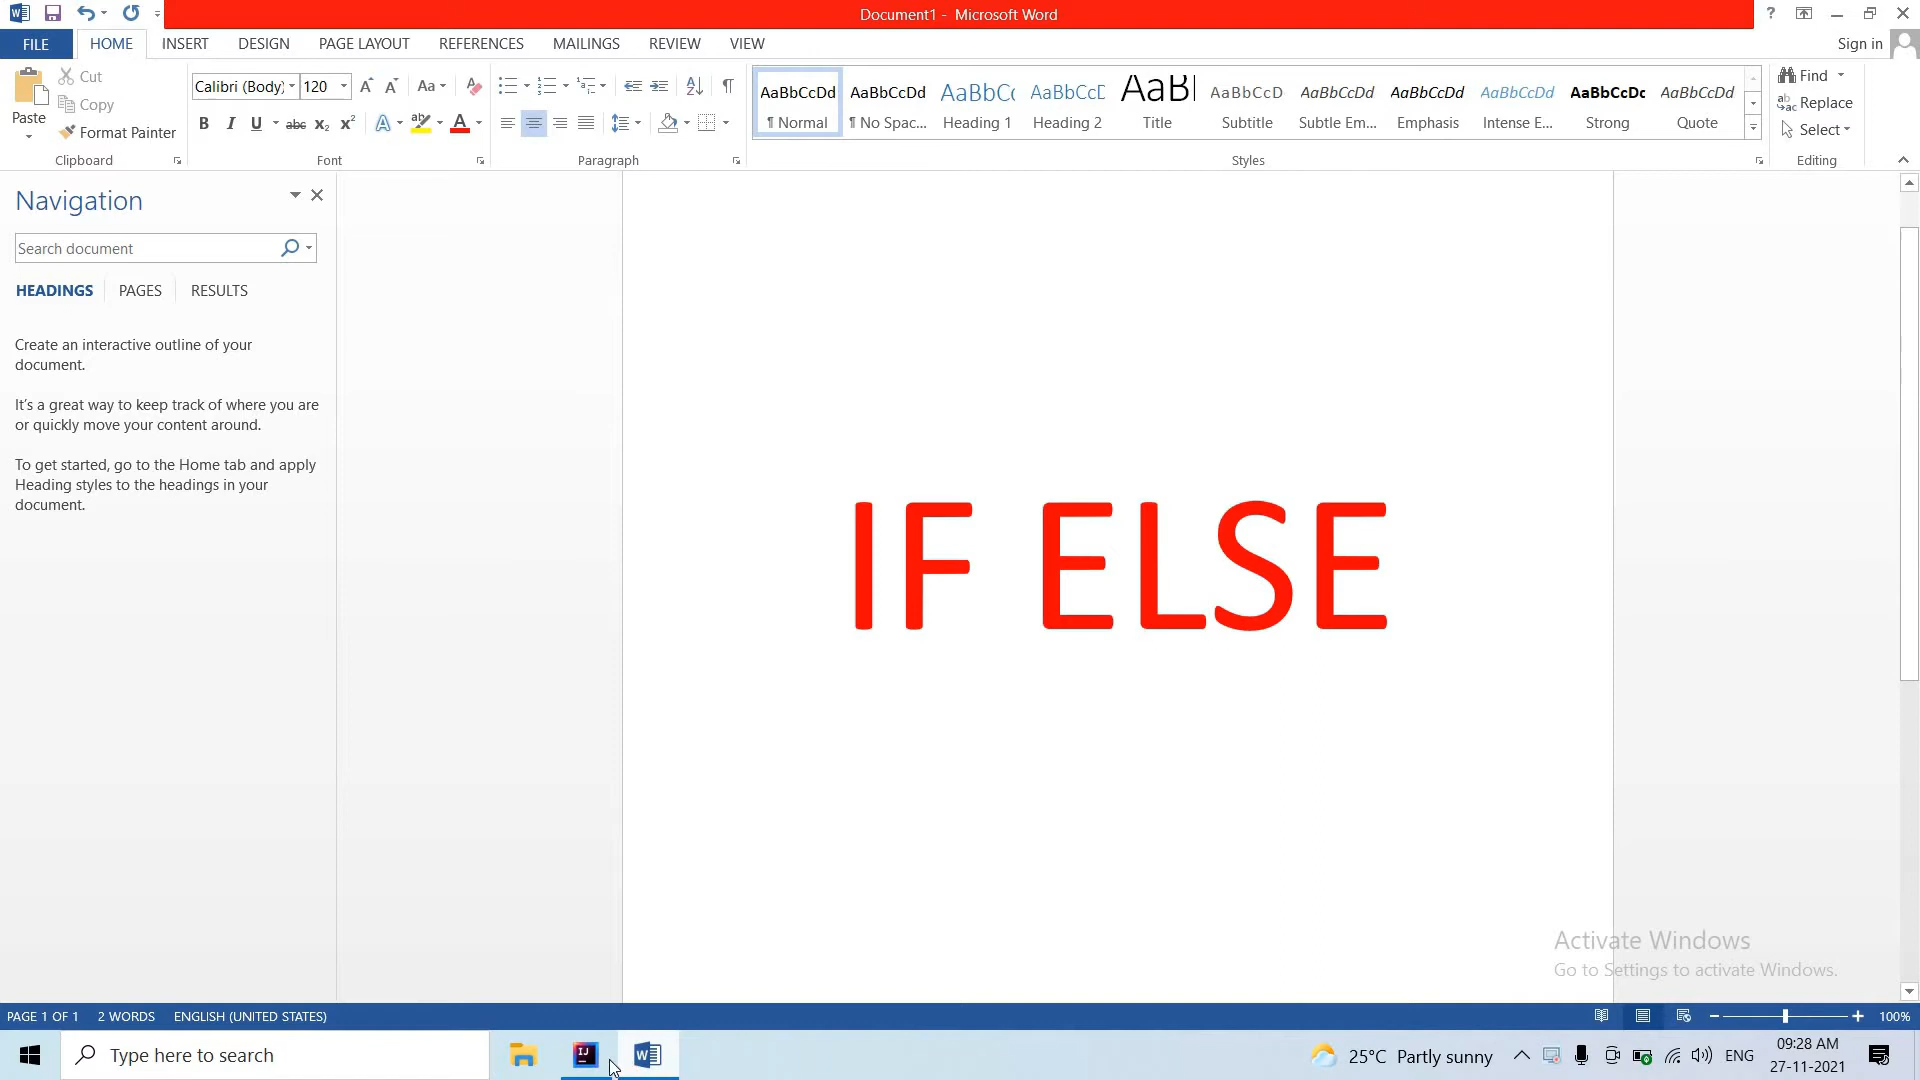 Document1 - Microsoft Word
FILE HOME INSERT DESIGN PAGE LAYOUT REFERENCES MAILINGS REVIEW VIEW Sign in
Paste
Cut
Copy
Format Painter
Clipboard
Calibri (Body) 120
Font
Paragraph
AaBbCcDd AaBbCcDd AaBbCc AaBbCcD AaBl AaBbCcD AaBbCcDd AaBbCcDd AaBbCcDd AaBbCcDc AaBbCcDd
¶ Normal ¶ No Spac... Heading 1 Heading 2 Title Subtitle Subtle Em... Emphasis Intense E... Strong Quote
Styles
Find
Replace
Select
Editing
Navigation
Search document
HEADINGS PAGES RESULTS
Create an interactive outline of your
document.
It's a great way to keep track of where you are
or quickly move your content around.
To get started, go to the Home tab and apply
Heading styles to the headings in your
document.
IF ELSE
Activate Windows
Go to Settings to activate Windows.
PAGE 1 OF 1 2 WORDS ENGLISH (UNITED STATES) 100%
Type here to search
25°C Partly sunny
ENG
09:28 AM
27-11-2021